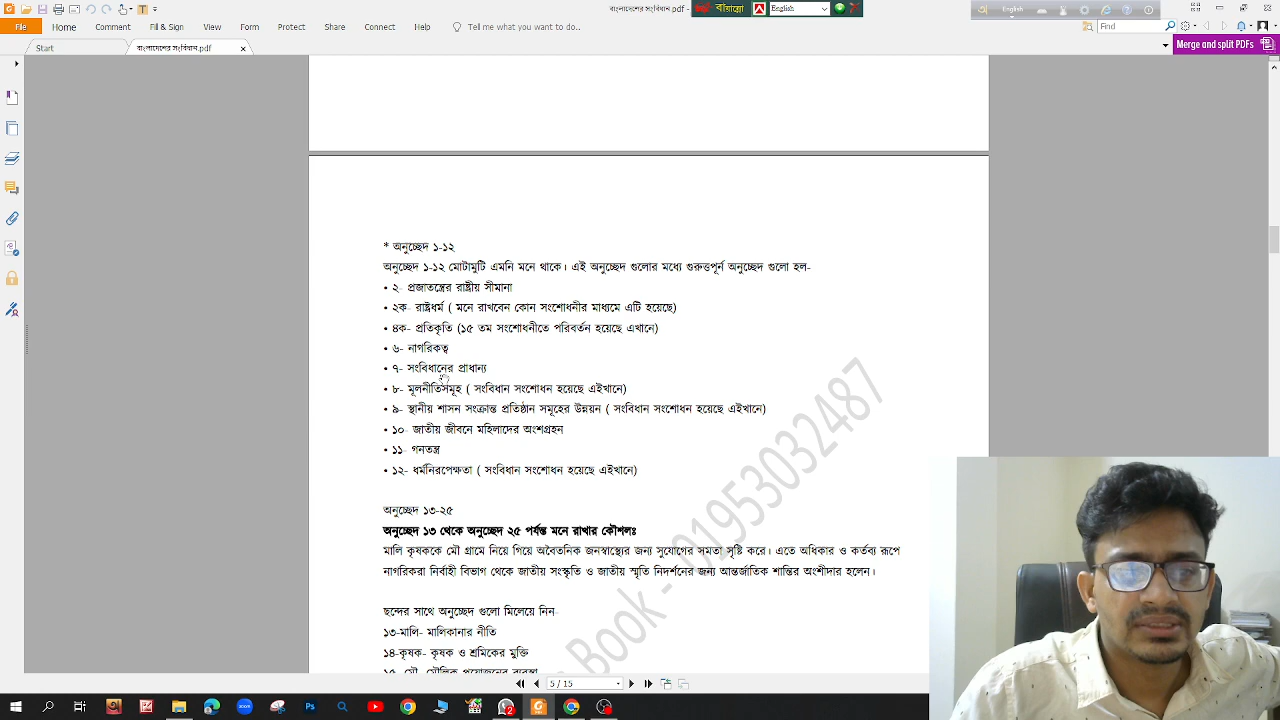 বাংলাদেশের সংবিধান.pdf -
English
English
File
Home
Comment
Fill & Sign
View
Form
Protect
Share
Connect
Help
Tell me what you want to do..
Find
Start
বাংলাদেশের সংবিধান.pdf
Merge and split PDFs
* অনুচ্ছেদ ১-১২
অনুচ্ছেদ ১-১২ মোটামুটি এমনি মনে থাকে। এই অনুচ্ছেদ গুলোর মধ্যে গুরুত্তপূর্ন অনুচ্ছেদ গুলো হল-
• ২- প্রজাতন্ত্রের রাষ্ট্রীয় সীমানা
• ২ক- রাষ্ট্রধর্ম ( মনে রাখবেন কোন সংশোধনীর মাধ্যমে এটি হয়েছে)
• ৪ক- প্রতিকৃতি (১৫ তম সংশোধনীতে পরিবর্তন হয়েছে এখানে)
• ৬- নাগরিকত্ব
• ৭- সংবিধানের প্রাধান্য
• ৮- মূলনীতিসমূহ ( সংবিধান সংশোধন হয়েছে এইখানে)
• ৯- স্থানীয় শাসন সংক্রান্ত প্রতিষ্ঠান সমূহের উন্নয়ন ( সংবিধান সংশোধন হয়েছে এইখানে)
• ১০- জাতীয় জীবনে মহিলাদের অংশগ্রহন
• ১১- গনতন্ত্র
• ১২- ধর্মনিরপেক্ষতা ( সংবিধান সংশোধন হয়েছে এইখানে)
অনুচ্ছেদ ১৩-২৫
অনুচ্ছেদ ১৩ থেকে অনুচ্ছেদ ২৫ পর্যন্ত মনে রাখার কৌশলঃ
মালি কৃষককে মৌ গ্রামে নিয়ে গিয়ে অবৈতনিক জনস্বাস্থ্যের জন্য সুযোগের সমতা সৃষ্টি করে। এতে অধিকার ও কর্তব্য রূপে
নাগরিকরা নির্বাহী বিভাগ থেকে জাতীয় সংস্কৃতি ও জাতীয় স্মৃতি নিদর্শনের জন্য আন্তর্জাতিক শান্তির অংশীদার হলেন।
ছন্দের সাথে অনুচ্ছেদ গুলো মিলেয়ে নিন-
১৩-মালি- মালিকানার নীতি
১৪-কৃষক- কৃষক ও শ্রমিকের মুক্তি
Book - 01953032487
5 / 15